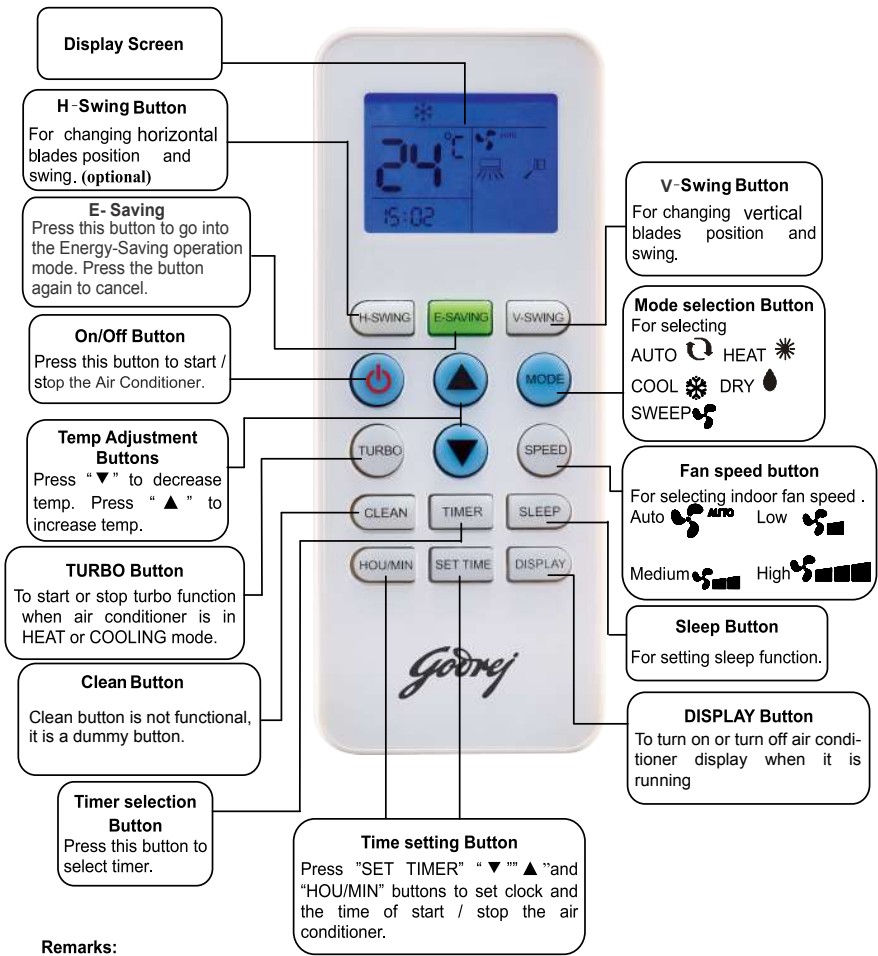 Display Screen
H-Swing Button
For changing horizontal
blades position and
swing. (optional)
E- Saving
Press this button to go into
the Energy-Saving operation
mode. Press the button
again to cancel.
On/Off Button
Press this button to start /
stop the Air Conditioner.
Temp Adjustment
Buttons
Press “▼” to decrease
temp. Press “ ▲ ” to
increase temp.
TURBO Button
To start or stop turbo function
when air conditioner is in
HEAT or COOLING mode.
Clean Button
Clean button is not functional,
it is a dummy button.
Timer selection
Button
Press this button to
select timer.
24°C AUTO
15:02
H-SWING E-SAVING V-SWING
MODE
TURBO SPEED
CLEAN TIMER SLEEP
HOU/MIN SET TIME DISPLAY
Godrej
V-Swing Button
For changing vertical
blades position and
swing.
Mode selection Button
For selecting
AUTO HEAT
COOL DRY
SWEEP
Fan speed button
For selecting indoor fan speed .
Auto AUTO Low
Medium High
Sleep Button
For setting sleep function.
DISPLAY Button
To turn on or turn off air condi-
tioner display when it is
running
Time setting Button
Press ”SET TIMER” “ ▼ ”” ▲ ”and
“HOU/MIN” buttons to set clock and
the time of start / stop the air
conditioner.
Remarks: